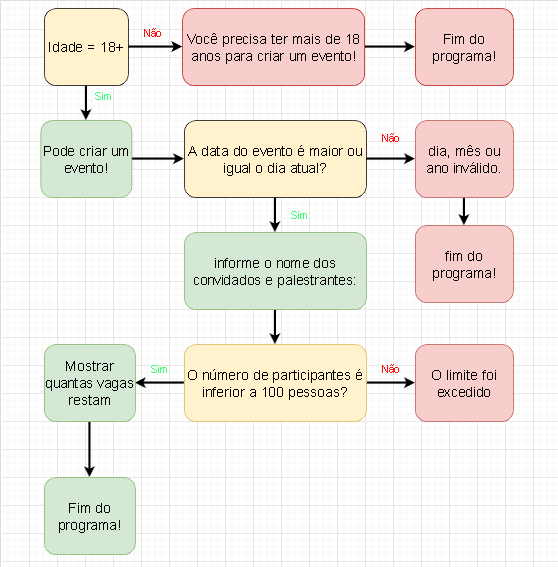 Idade = 18+
Não
Você precisa ter mais de 18
anos para criar um evento!
Fim do
programa!
Sim
Pode criar um
evento!
A data do evento é maior ou
igual o dia atual?
Não
dia, mês ou
ano inválido.
Sim
informe o nome dos
convidados e palestrantes:
fim do
programa!
Mostrar
quantas vagas
restam
Sim
O número de participantes é
inferior a 100 pessoas?
Não
O limite foi
excedido
Fim do
programa!